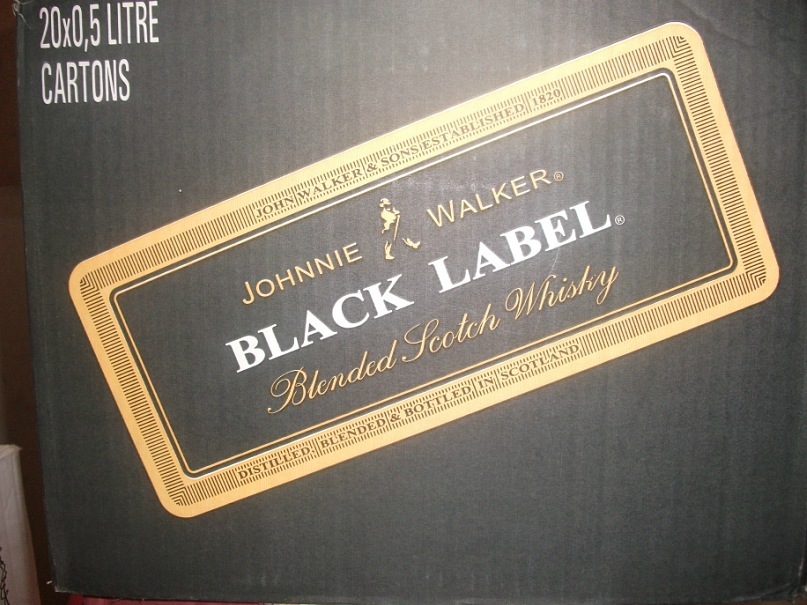 20x0,5 LITRE
CARTONS
JOHN WALKER & SONS ESTABLISHED 1820
JOHNNIE WALKER®
BLACK LABEL®
Blended Scotch Whisky
DISTILLED, BLENDED & BOTTLED IN SCOTLAND